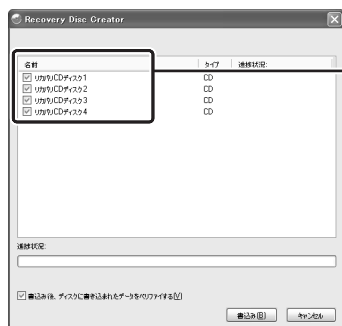 Recovery Disc Creator
名前 タイプ 進捗状況:
リカバリCDディスク1 CD
リカバリCDディスク2 CD
リカバリCDディスク3 CD
リカバリCDディスク4 CD
進捗状況:
書込み後、ディスクに書き込まれたデータをベリファイする(V)
書込み(B) キャンセル